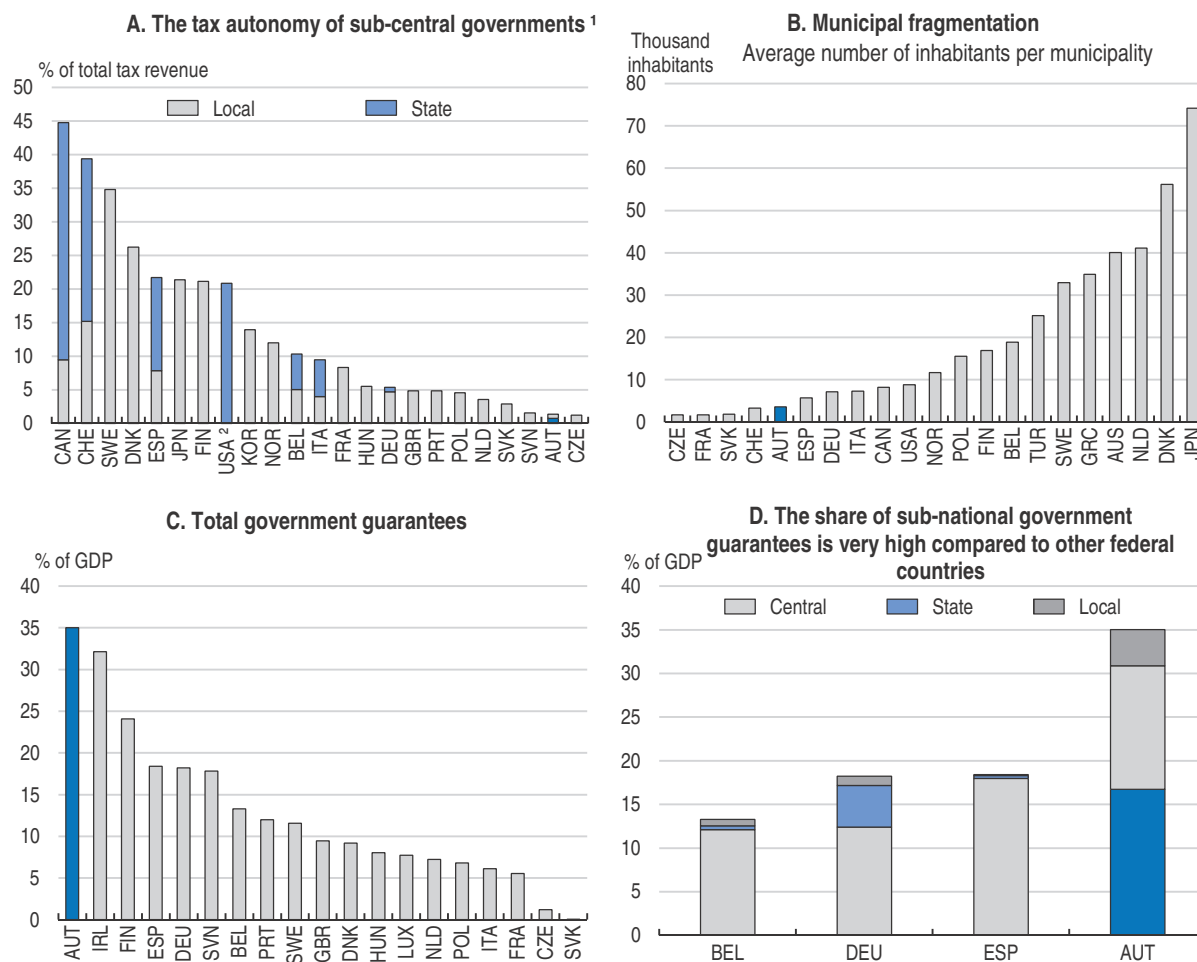 A. The tax autonomy of sub-central governments ¹
% of total tax revenue
50
45
40
35
30
25
20
15
10
5
0
Local
State
CAN
CHE
SWE
DNK
ESP
JPN
FIN
USA ²
KOR
NOR
BEL
ITA
FRA
HUN
DEU
GBR
PRT
POL
NLD
SVK
SVN
AUT
CZE
B. Municipal fragmentation
Average number of inhabitants per municipality
Thousand
inhabitants
80
70
60
50
40
30
20
10
0
CZE
FRA
SVK
CHE
AUT
ESP
DEU
ITA
CAN
USA
NOR
POL
FIN
BEL
TUR
SWE
GRC
AUS
NLD
DNK
JPN
C. Total government guarantees
% of GDP
40
35
30
25
20
15
10
5
0
AUT
IRL
FIN
ESP
DEU
SVN
BEL
PRT
SWE
GBR
DNK
HUN
LUX
NLD
POL
ITA
FRA
CZE
SVK
D. The share of sub-national government
guarantees is very high compared to other federal
countries
% of GDP
40
35
30
25
20
15
10
5
0
Central
State
Local
BEL
DEU
ESP
AUT